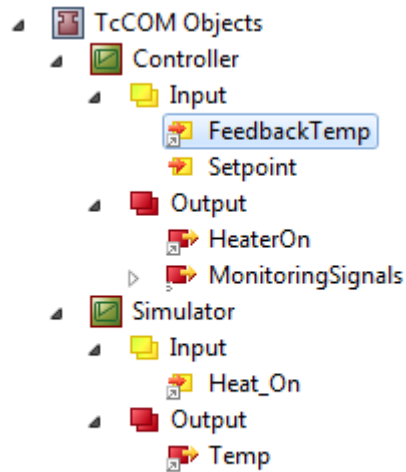 TcCOM Objects
Controller
Input
FeedbackTemp
Setpoint
Output
HeaterOn
MonitoringSignals
Simulator
Input
Heat_On
Output
Temp